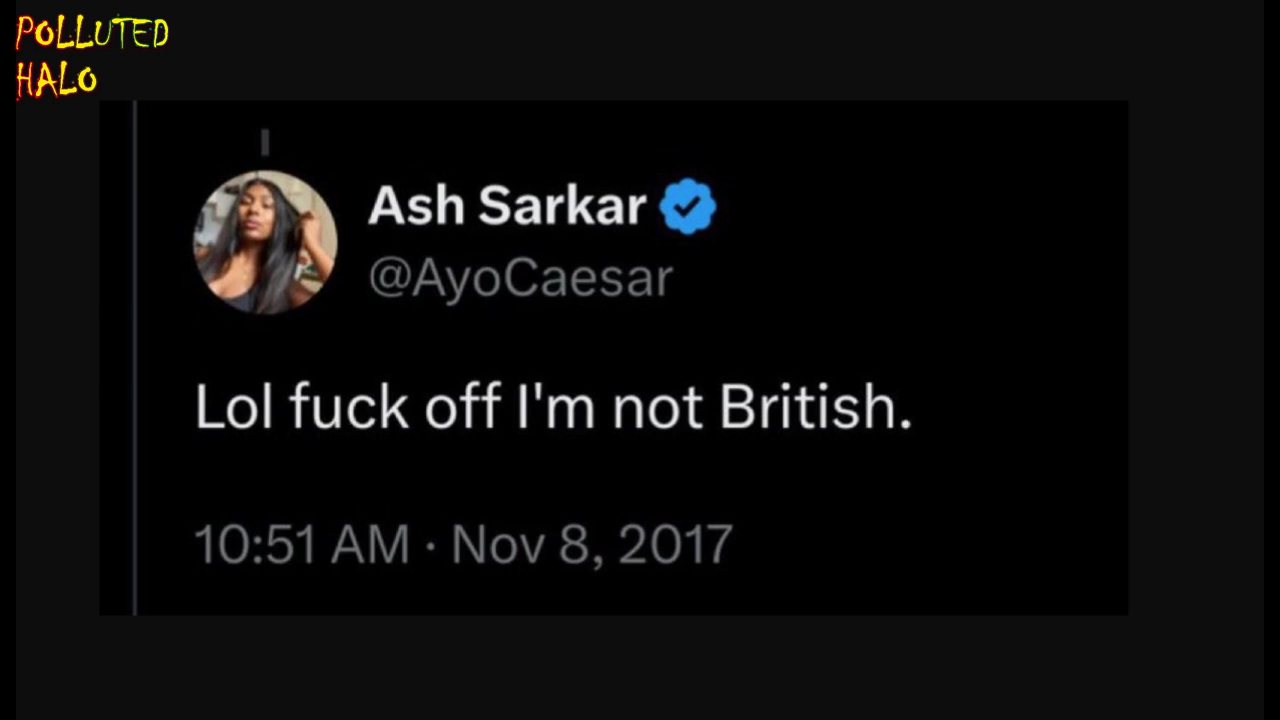 POLLUTED
HALO
Ash Sarkar
@AyoCaesar
Lol fuck off I'm not British.
10:51 AM · Nov 8, 2017